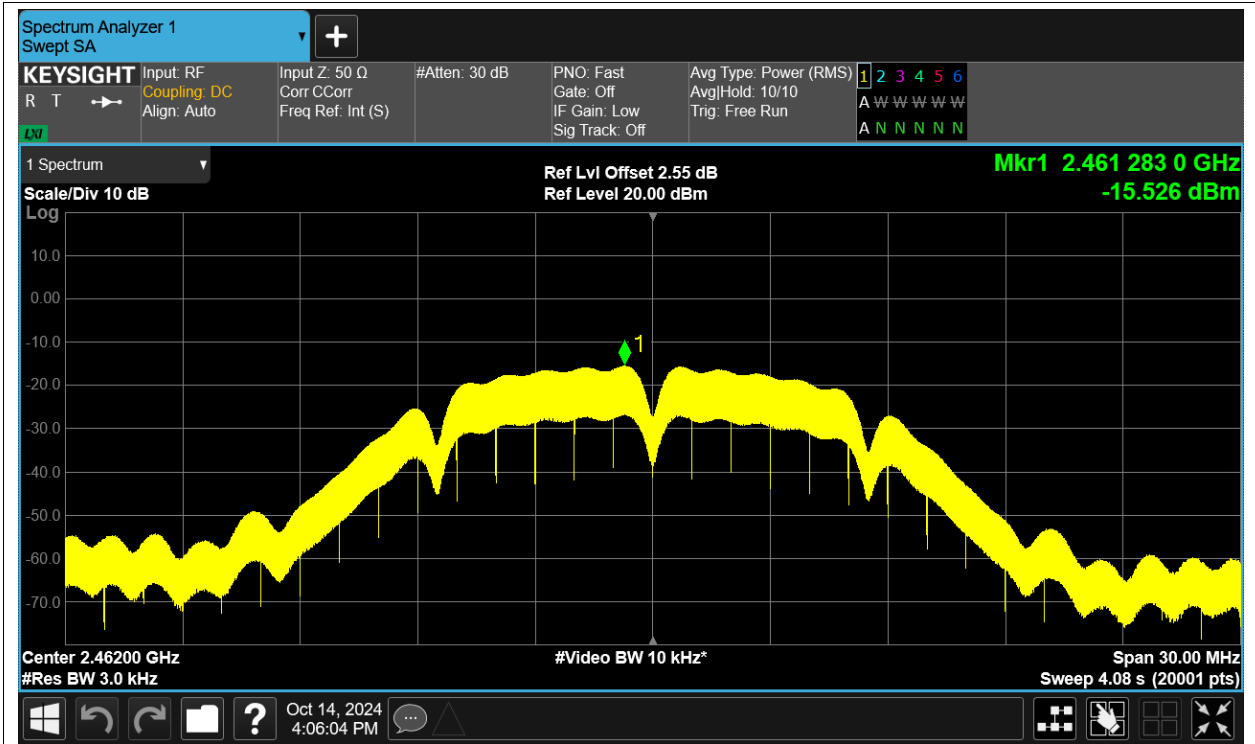 Spectrum Analyzer 1
Swept SA
KEYSIGHT
R T
LXI
Input: RF
Coupling: DC
Align: Auto
Input Z: 50 Ω
Corr CCorr
Freq Ref: Int (S)
#Atten: 30 dB
PNO: Fast
Gate: Off
IF Gain: Low
Sig Track: Off
Avg Type: Power (RMS)
Avg|Hold: 10/10
Trig: Free Run
1 2 3 4 5 6
A W W W W W
A N N N N N
1 Spectrum
Scale/Div 10 dB
Log
Ref Lvl Offset 2.55 dB
Ref Level 20.00 dBm
Mkr1 2.461 283 0 GHz
-15.526 dBm
10.0
0.00
-10.0
1
-20.0
-30.0
-40.0
-50.0
-60.0
-70.0
Center 2.46200 GHz
#Video BW 10 kHz*
Span 30.00 MHz
#Res BW 3.0 kHz
Sweep 4.08 s (20001 pts)
?
Oct 14, 2024
4:06:04 PM